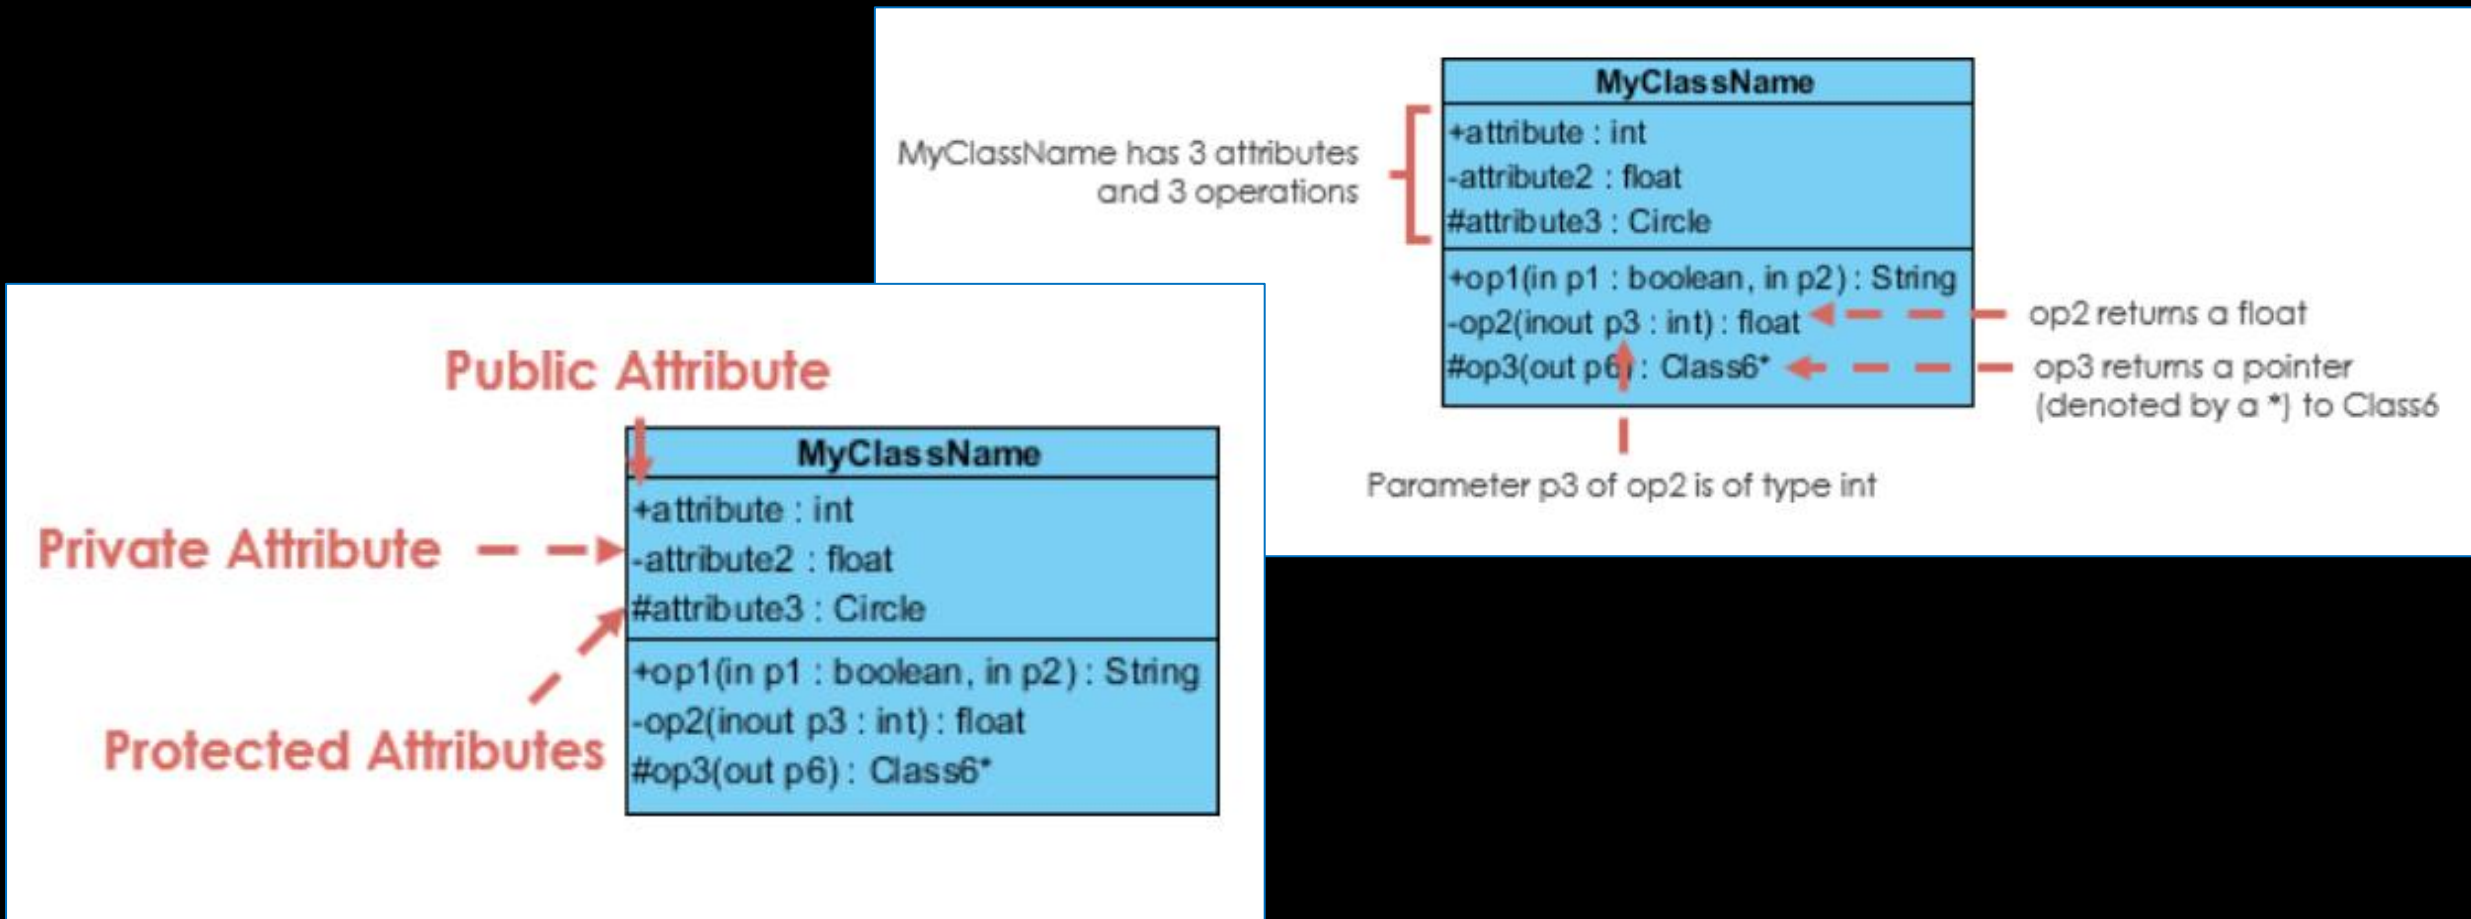 MyClassName
+attribute : int
-attribute2 : float
#attribute3 : Circle
+op1(in p1 : boolean, in p2) : String
-op2(inout p3 : int) : float
#op3(out p6) : Class6*
MyClassName has 3 attributes
and 3 operations
op2 returns a float
op3 returns a pointer
(denoted by a *) to Class6
Parameter p3 of op2 is of type int
Public Attribute
Private Attribute
Protected Attributes
MyClassName
+attribute : int
-attribute2 : float
#attribute3 : Circle
+op1(in p1 : boolean, in p2) : String
-op2(inout p3 : int) : float
#op3(out p6) : Class6*